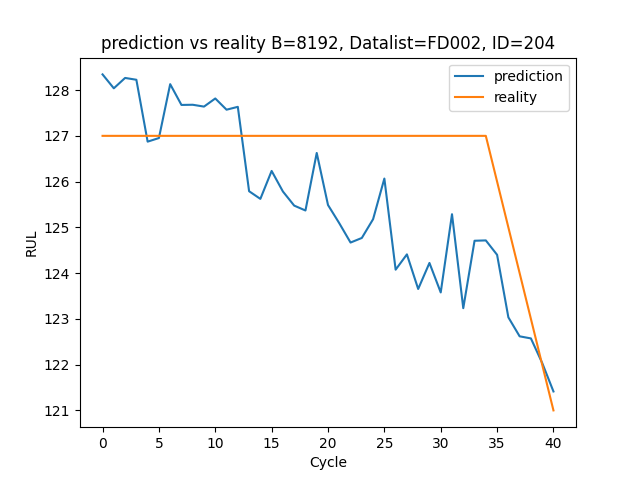 prediction vs reality B=8192, Datalist=FD002, ID=204
prediction
reality
RUL
128
127
126
125
124
123
122
121
0 5 10 15 20 25 30 35 40
Cycle